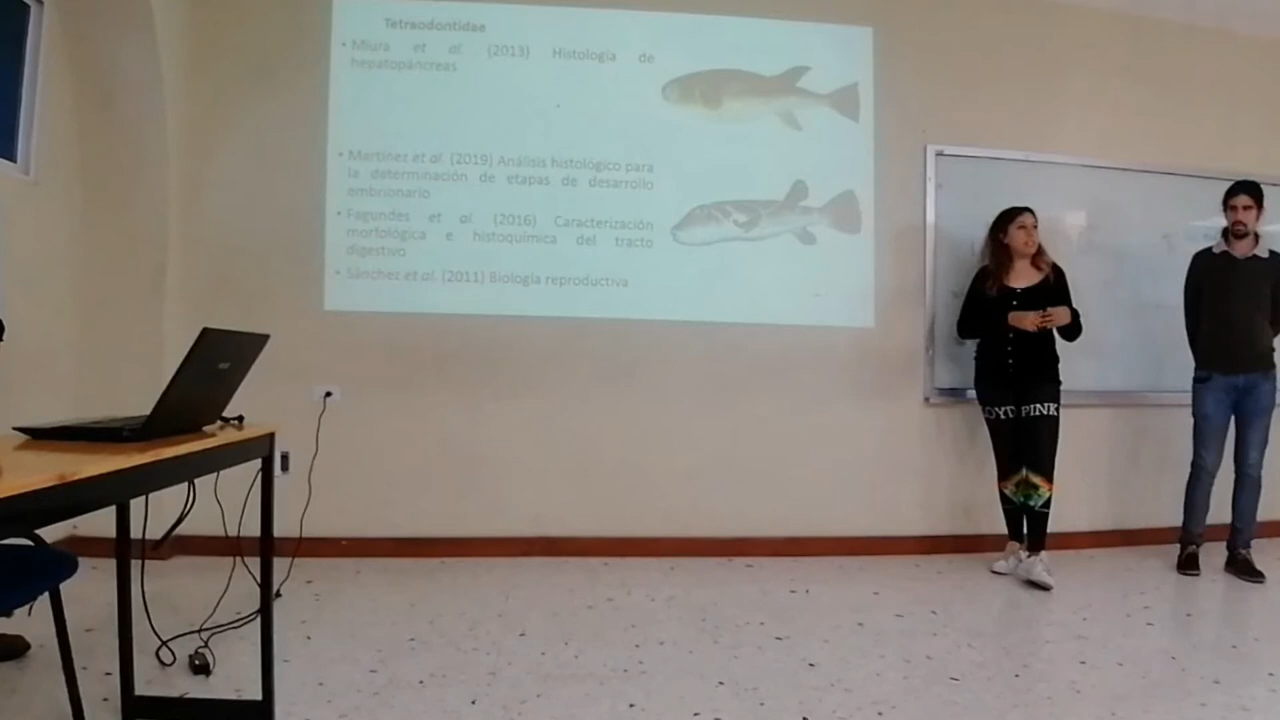 Tetraodontidae
• Miura et al. (2013) Histología de
hepatopáncreas
• Martínez et al. (2019) Análisis histológico para
la determinación de etapas de desarrollo
embrionario
• Fagundes et al. (2016) Caracterización
morfológica e histoquímica del tracto
digestivo
• Sánchez et al. (2011) Biología reproductiva
OYD PINK